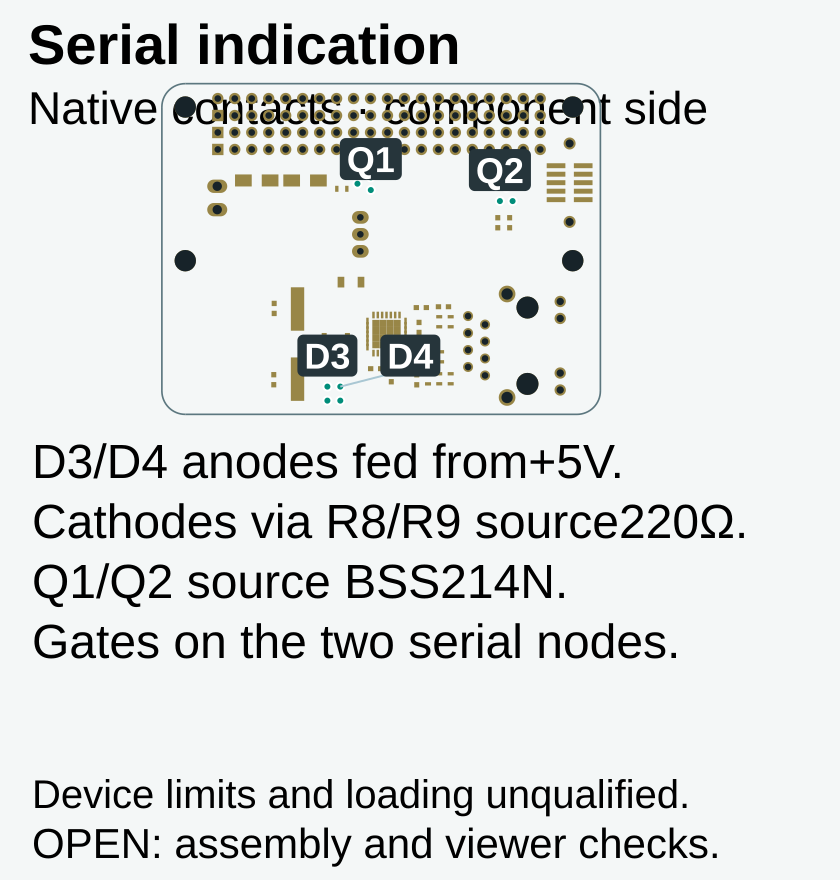 Serial indication
Native contacts · component side
Q1
Q2
D3
D4
D3/D4 anodes fed from+5V.
Cathodes via R8/R9 source220Ω.
Q1/Q2 source BSS214N.
Gates on the two serial nodes.
Device limits and loading unqualified.
OPEN: assembly and viewer checks.